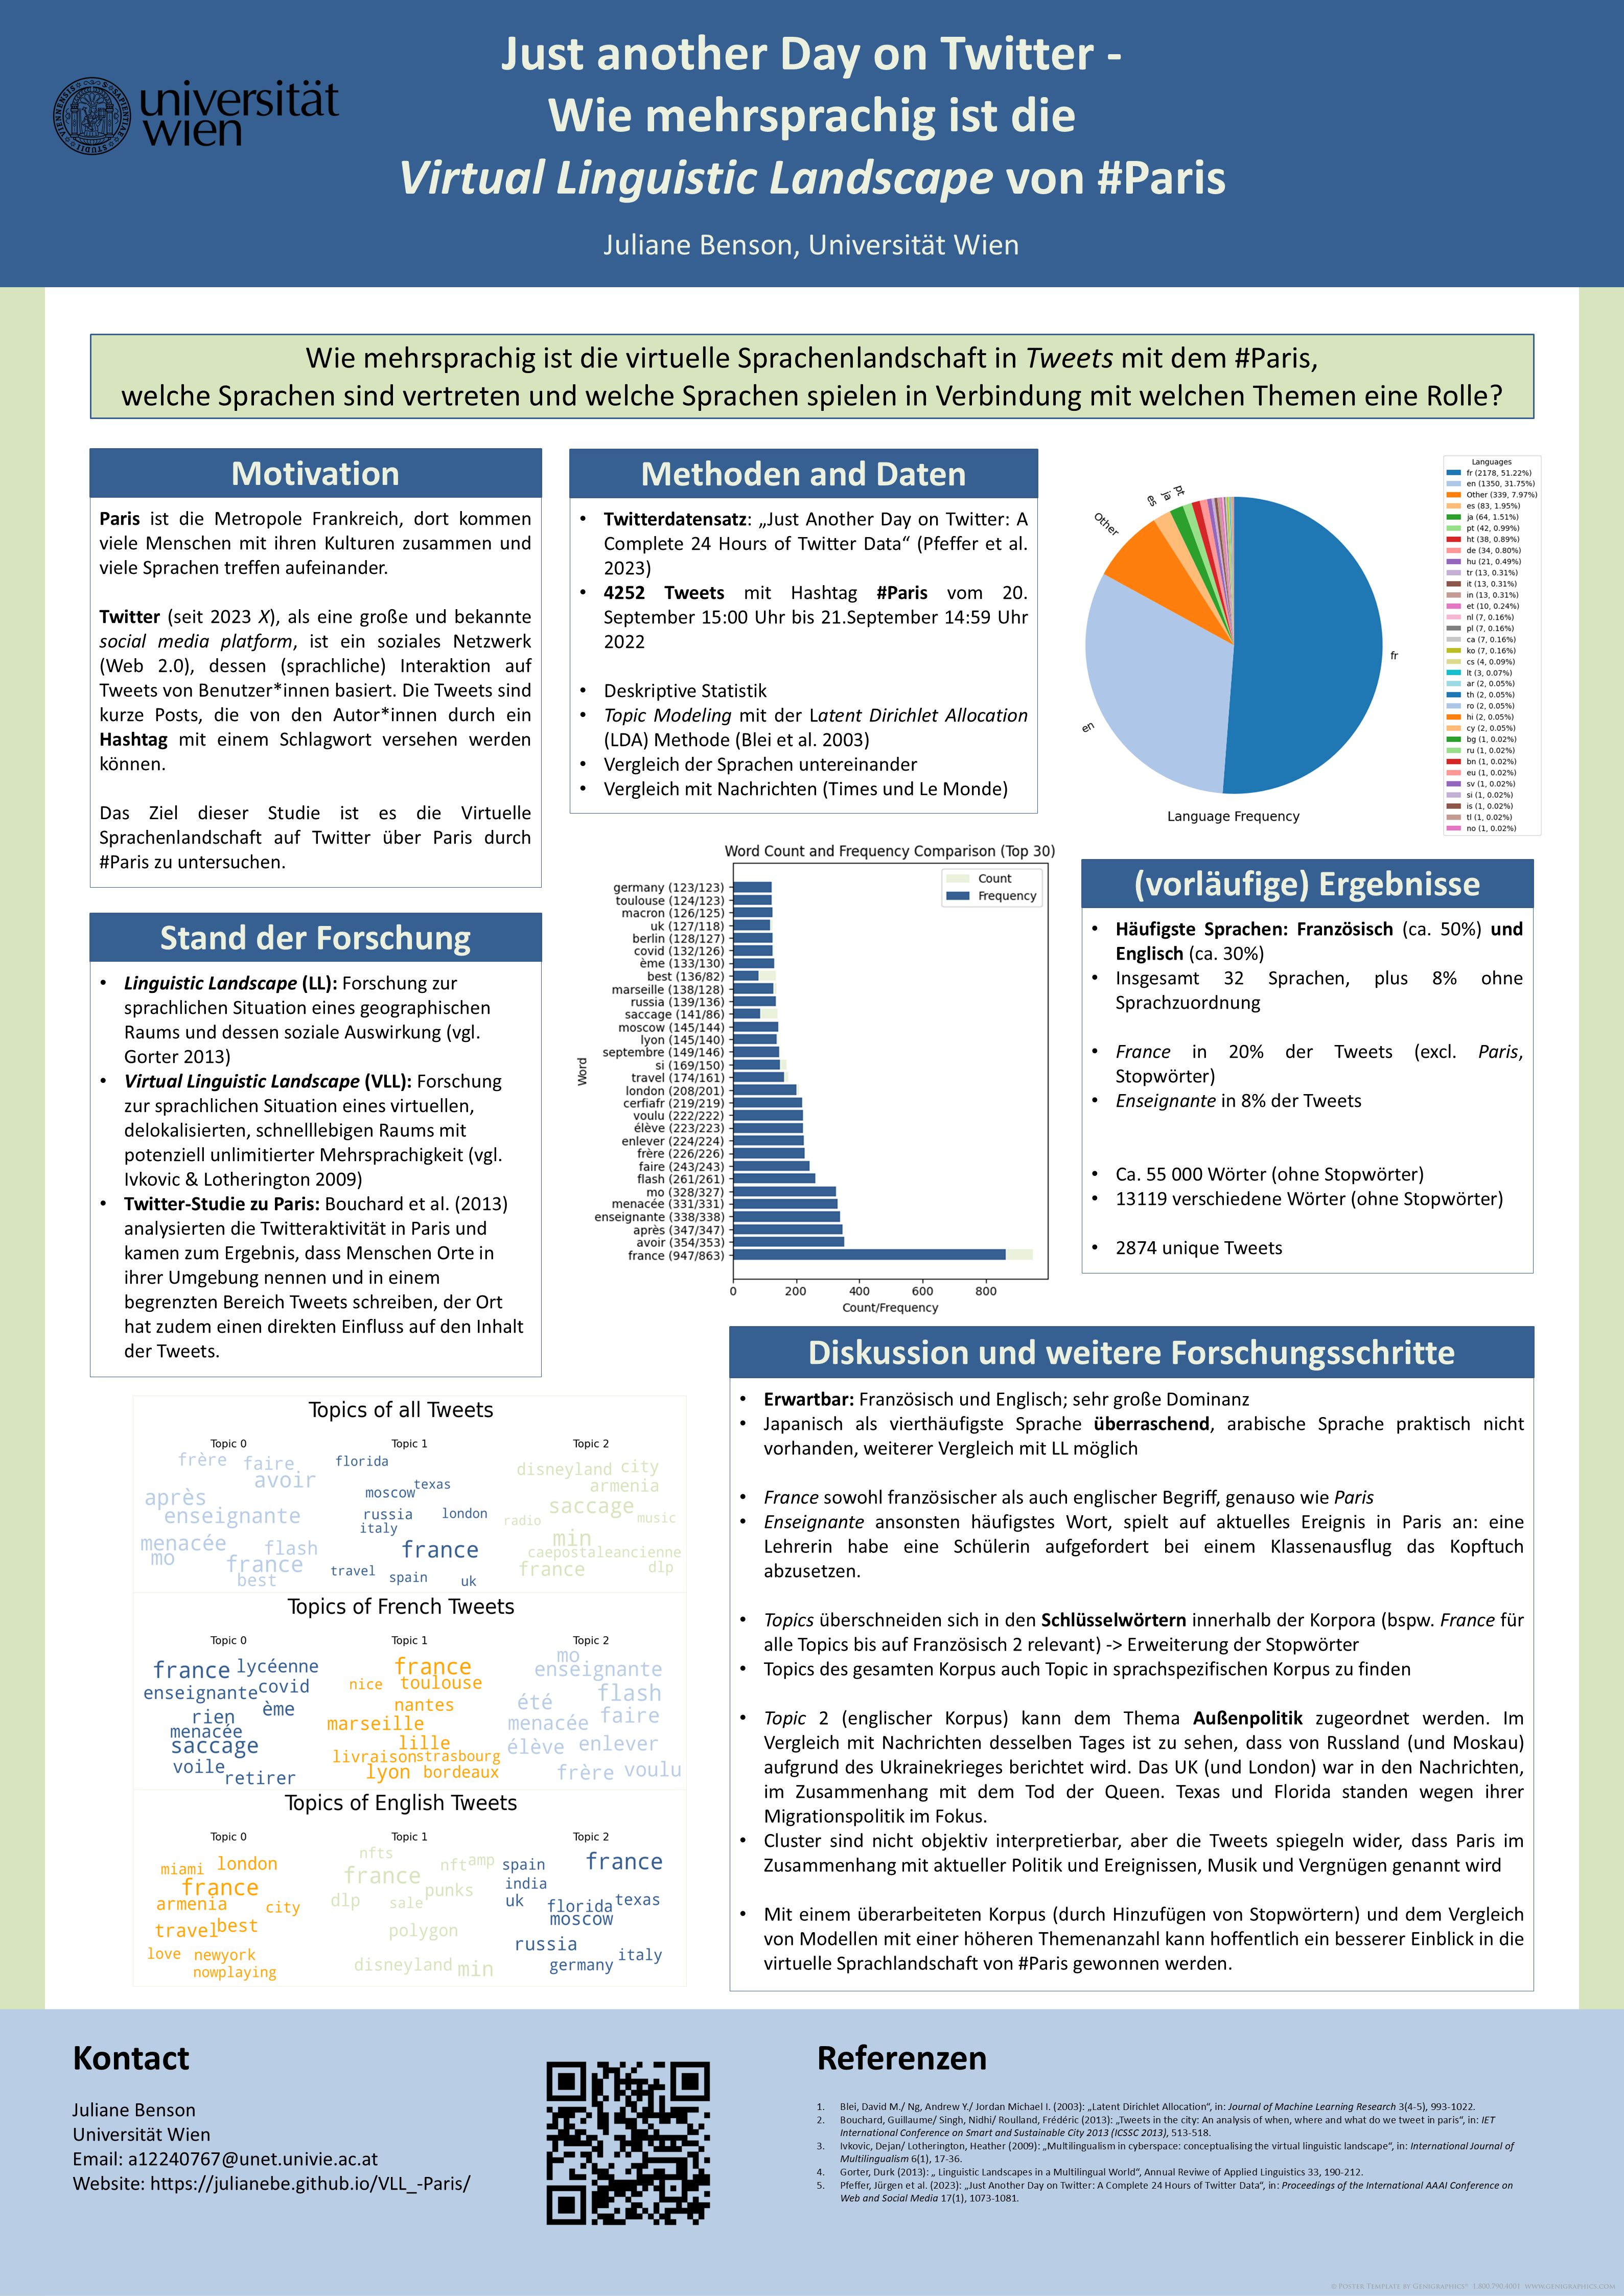 universität
wien
Just another Day on Twitter -
Wie mehrsprachig ist die
Virtual Linguistic Landscape von #Paris
Juliane Benson, Universität Wien
Wie mehrsprachig ist die virtuelle Sprachenlandschaft in Tweets mit dem #Paris,
welche Sprachen sind vertreten und welche Sprachen spielen in Verbindung mit welchen Themen eine Rolle?
Motivation
Paris ist die Metropole Frankreich, dort kommen
viele Menschen mit ihren Kulturen zusammen und
viele Sprachen treffen aufeinander.
Twitter (seit 2023 X), als eine große und bekannte
social media platform, ist ein soziales Netzwerk
(Web 2.0), dessen (sprachliche) Interaktion auf
Tweets von Benutzer*innen basiert. Die Tweets sind
kurze Posts, die von den Autor*innen durch ein
Hashtag mit einem Schlagwort versehen werden
können.
Das Ziel dieser Studie ist es die Virtuelle
Sprachenlandschaft auf Twitter über Paris durch
#Paris zu untersuchen.
Stand der Forschung
• Linguistic Landscape (LL): Forschung zur
sprachlichen Situation eines geographischen
Raums und dessen soziale Auswirkung (vgl.
Gorter 2013)
• Virtual Linguistic Landscape (VLL): Forschung
zur sprachlichen Situation eines virtuellen,
delokalisierten, schnelllebigen Raums mit
potenziell unlimitierter Mehrsprachigkeit (vgl.
Ivkovic & Lotherington 2009)
• Twitter-Studie zu Paris: Bouchard et al. (2013)
analysierten die Twitteraktivität in Paris und
kamen zum Ergebnis, dass Menschen Orte in
ihrer Umgebung nennen und in einem
begrenzten Bereich Tweets schreiben, der Ort
hat zudem einen direkten Einfluss auf den Inhalt
der Tweets.
Methoden and Daten
• Twitterdatensatz: „Just Another Day on Twitter: A
Complete 24 Hours of Twitter Data“ (Pfeffer et al.
2023)
• 4252 Tweets mit Hashtag #Paris vom 20.
September 15:00 Uhr bis 21.September 14:59 Uhr
2022
• Deskriptive Statistik
• Topic Modeling mit der Latent Dirichlet Allocation
(LDA) Methode (Blei et al. 2003)
• Vergleich der Sprachen untereinander
• Vergleich mit Nachrichten (Times und Le Monde)
pt
ja
es
Other
en
fr
Language Frequency
Languages
fr (2178, 51.22%)
en (1350, 31.75%)
Other (339, 7.97%)
es (83, 1.95%)
ja (64, 1.51%)
pt (42, 0.99%)
ht (38, 0.89%)
de (34, 0.80%)
hu (21, 0.49%)
tr (13, 0.31%)
it (13, 0.31%)
in (13, 0.31%)
et (10, 0.24%)
nl (7, 0.16%)
pl (7, 0.16%)
ca (7, 0.16%)
ko (7, 0.16%)
cs (4, 0.09%)
lt (3, 0.07%)
ar (2, 0.05%)
th (2, 0.05%)
ro (2, 0.05%)
hi (2, 0.05%)
cy (2, 0.05%)
bg (1, 0.02%)
ru (1, 0.02%)
bn (1, 0.02%)
eu (1, 0.02%)
sv (1, 0.02%)
si (1, 0.02%)
is (1, 0.02%)
tl (1, 0.02%)
no (1, 0.02%)
Word Count and Frequency Comparison (Top 30)
Count
Frequency
Word
germany (123/123)
toulouse (124/123)
macron (126/125)
uk (127/118)
berlin (128/127)
covid (132/126)
ème (133/130)
best (136/82)
marseille (138/128)
russia (139/136)
saccage (141/86)
moscow (145/144)
lyon (145/140)
septembre (149/146)
si (169/150)
travel (174/161)
london (208/201)
cerfiafr (219/219)
voulu (222/222)
élève (223/223)
enlever (224/224)
frère (226/226)
faire (243/243)
flash (261/261)
mo (328/327)
menacée (331/331)
enseignante (338/338)
après (347/347)
avoir (354/353)
france (947/863)
0 200 400 600 800
Count/Frequency
(vorläufige) Ergebnisse
• Häufigste Sprachen: Französisch (ca. 50%) und
Englisch (ca. 30%)
• Insgesamt 32 Sprachen, plus 8% ohne
Sprachzuordnung
• France in 20% der Tweets (excl. Paris,
Stopwörter)
• Enseignante in 8% der Tweets
• Ca. 55 000 Wörter (ohne Stopwörter)
• 13119 verschiedene Wörter (ohne Stopwörter)
• 2874 unique Tweets
Topics of all Tweets
Topic 0
frère faire
avoir
après
enseignante
menacée flash
mo france
best
Topic 1
florida
texas
moscow
russia london
italy
france
travel spain uk
Topic 2
disneyland city
armenia
saccage
radio music
min
caepostaleancienne
france dlp
Topics of French Tweets
Topic 0
france lycéenne
enseignante covid
rien ème
menacée
saccage
voile
retirer
Topic 1
france
nice toulouse
nantes
marseille
lille
livraison strasbourg
lyon bordeaux
Topic 2
mo
enseignante
flash
été
menacée faire
élève enlever
frère voulu
Topics of English Tweets
Topic 0
miami london
france
armenia city
travel best
love newyork
nowplaying
Topic 1
nfts
nft amp
france
dlp sale punks
polygon
disneyland min
Topic 2
spain france
india
uk florida texas
moscow
russia
germany italy
Diskussion und weitere Forschungsschritte
• Erwartbar: Französisch und Englisch; sehr große Dominanz
• Japanisch als vierthäufigste Sprache überraschend, arabische Sprache praktisch nicht
vorhanden, weiterer Vergleich mit LL möglich
• France sowohl französischer als auch englischer Begriff, genauso wie Paris
• Enseignante ansonsten häufigstes Wort, spielt auf aktuelles Ereignis in Paris an: eine
Lehrerin habe eine Schülerin aufgefordert bei einem Klassenausflug das Kopftuch
abzusetzen.
• Topics überschneiden sich in den Schlüsselwörtern innerhalb der Korpora (bspw. France für
alle Topics bis auf Französisch 2 relevant) -> Erweiterung der Stopwörter
• Topics des gesamten Korpus auch Topic in sprachspezifischen Korpus zu finden
• Topic 2 (englischer Korpus) kann dem Thema Außenpolitik zugeordnet werden. Im
Vergleich mit Nachrichten desselben Tages ist zu sehen, dass von Russland (und Moskau)
aufgrund des Ukrainekrieges berichtet wird. Das UK (und London) war in den Nachrichten,
im Zusammenhang mit dem Tod der Queen. Texas und Florida standen wegen ihrer
Migrationspolitik im Fokus.
• Cluster sind nicht objektiv interpretierbar, aber die Tweets spiegeln wider, dass Paris im
Zusammenhang mit aktueller Politik und Ereignissen, Musik und Vergnügen genannt wird
• Mit einem überarbeiteten Korpus (durch Hinzufügen von Stopwörtern) und dem Vergleich
von Modellen mit einer höheren Themenanzahl kann hoffentlich ein besserer Einblick in die
virtuelle Sprachlandschaft von #Paris gewonnen werden.
Kontact
Juliane Benson
Universität Wien
Email: a12240767@unet.univie.ac.at
Website: https://julianebe.github.io/VLL_-Paris/
Referenzen
1. Blei, David M./ Ng, Andrew Y./ Jordan Michael I. (2003): „Latent Dirichlet Allocation“, in: Journal of Machine Learning Research 3(4-5), 993-1022.
2. Bouchard, Guillaume/ Singh, Nidhi/ Roulland, Frédéric (2013): „Tweets in the city: An analysis of when, where and what do we tweet in paris“, in: IET
International Conference on Smart and Sustainable City 2013 (ICSSC 2013), 513-518.
3. Ivkovic, Dejan/ Lotherington, Heather (2009): „Multilingualism in cyberspace: conceptualising the virtual linguistic landscape“, in: International Journal of
Multilingualism 6(1), 17-36.
4. Gorter, Durk (2013): „ Linguistic Landscapes in a Multilingual World“, Annual Reviwe of Applied Linguistics 33, 190-212.
5. Pfeffer, Jürgen et al. (2023): „Just Another Day on Twitter: A Complete 24 Hours of Twitter Data“, in: Proceedings of the International AAAI Conference on
Web and Social Media 17(1), 1073-1081.
© Poster Template by Genigraphics® 1.800.790.4001 www.genigraphics.com